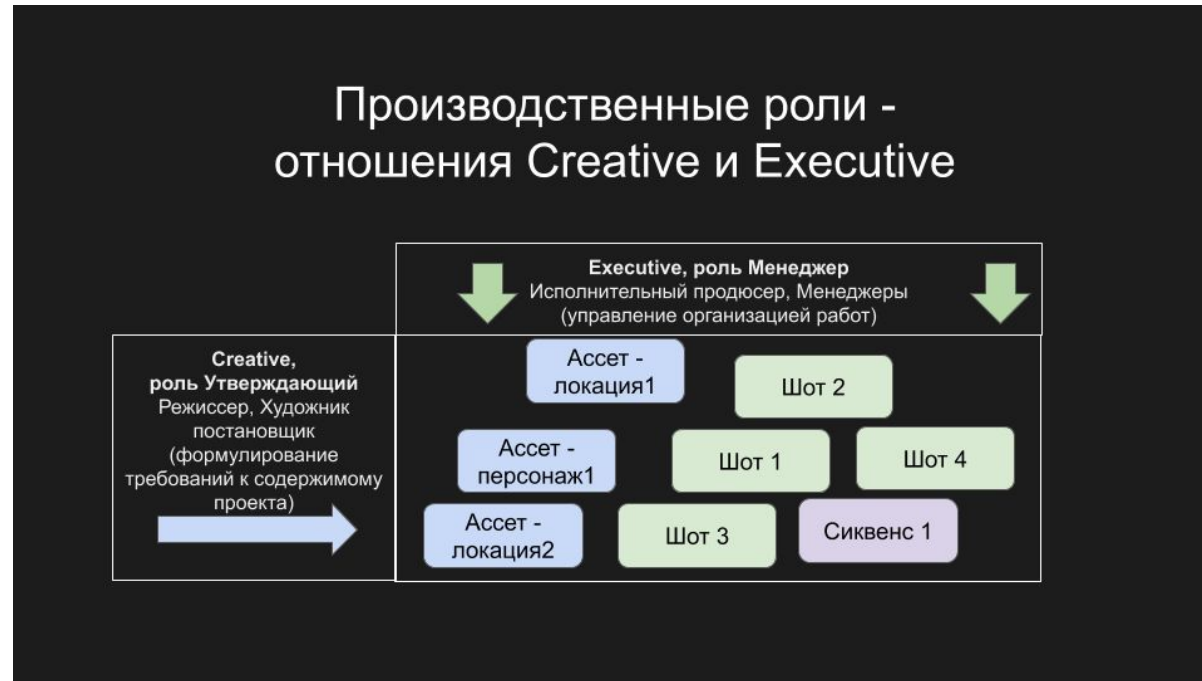 Производственные роли -
отношения Creative и Executive
Executive, роль Менеджер
Исполнительный продюсер, Менеджеры
(управление организацией работ)
Creative,
роль Утверждающий
Режиссер, Художник
постановщик
(формулирование
требований к содержимому
проекта)
Ассет -
локация1
Шот 2
Ассет -
персонаж1
Шот 1
Шот 4
Ассет -
локация2
Шот 3
Сиквенс 1